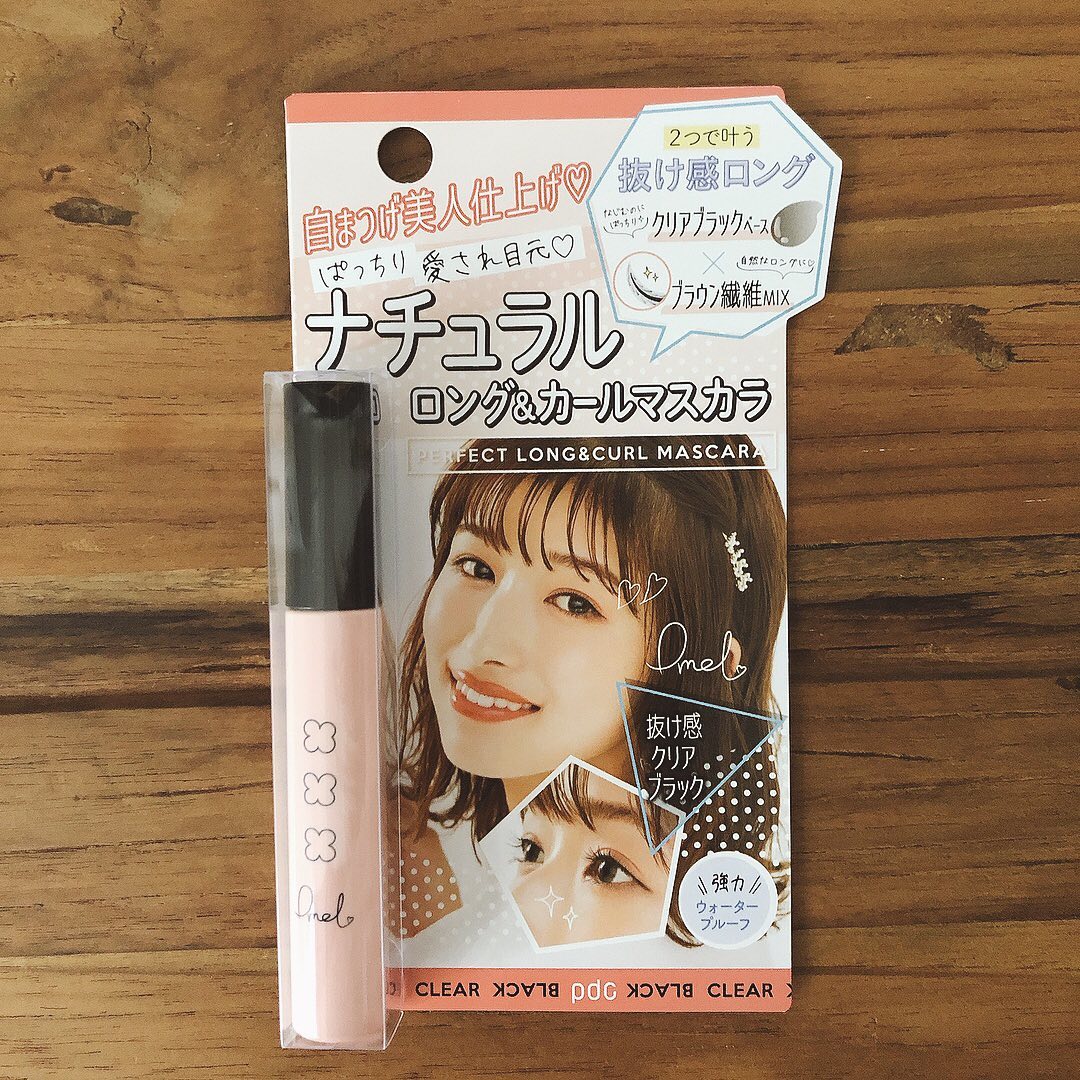 2つで叶う
抜け感ロング
なじむのに
ぱっちり
クリアブラックベース
×
自然なロングに♡
ブラウン繊維MIX
自まつげ美人仕上げ♡
ぱっちり 愛され目元♡
ナチュラル
ロング&カールマスカラ
PERFECT LONG&CURL MASCARA
pmel
抜け感
クリア
ブラック
強力
ウォーター
プルーフ
pmel
CLEAR BLACK pdc BLACK CLEAR